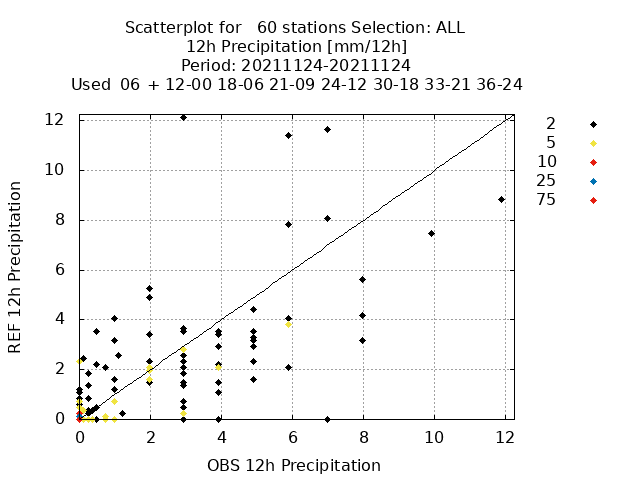 Scatterplot for   60 stations Selection: ALL
12h Precipitation [mm/12h]
Period: 20211124-20211124
Used  06 + 12-00 18-06 21-09 24-12 30-18 33-21 36-24
12
10
8
6
4
2
0
REF 12h Precipitation
0 2 4 6 8 10 12
OBS 12h Precipitation
2
5
10
25
75